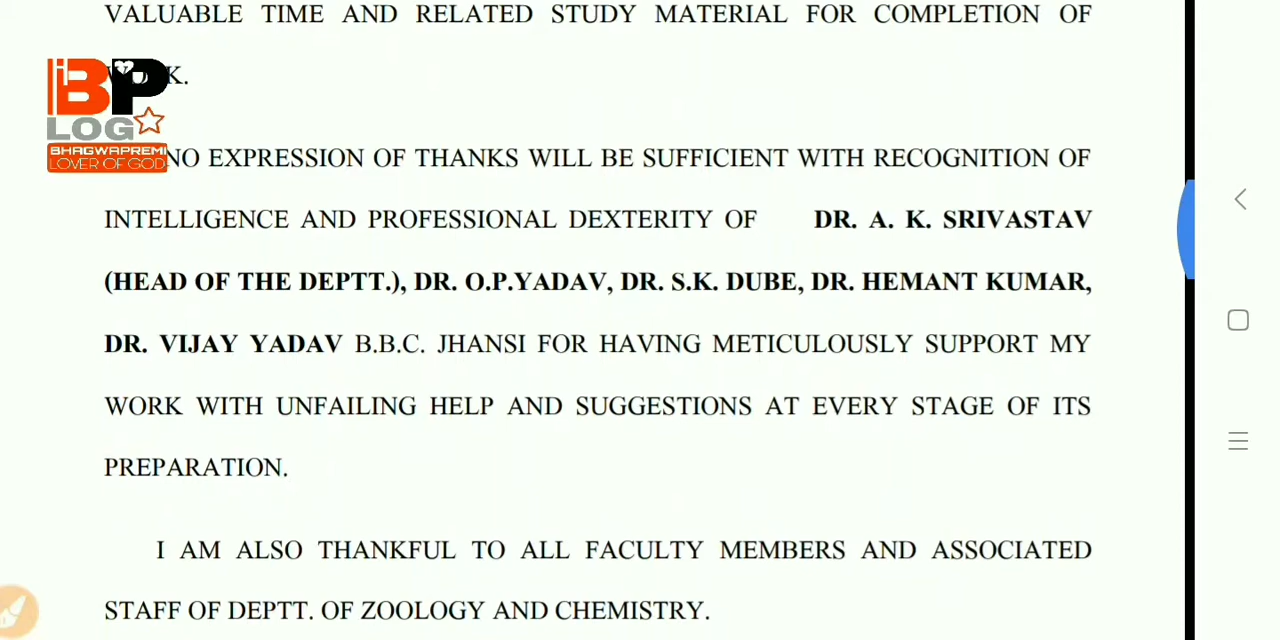 VALUABLE TIME AND RELATED STUDY MATERIAL FOR COMPLETION OF
WORK.
BP
LOG
BHAGWAPREMI
LOVER OF GOD
NO EXPRESSION OF THANKS WILL BE SUFFICIENT WITH RECOGNITION OF
INTELLIGENCE AND PROFESSIONAL DEXTERITY OF DR. A. K. SRIVASTAV
(HEAD OF THE DEPTT.), DR. O.P.YADAV, DR. S.K. DUBE, DR. HEMANT KUMAR,
DR. VIJAY YADAV B.B.C. JHANSI FOR HAVING METICULOUSLY SUPPORT MY
WORK WITH UNFAILING HELP AND SUGGESTIONS AT EVERY STAGE OF ITS
PREPARATION.
I AM ALSO THANKFUL TO ALL FACULTY MEMBERS AND ASSOCIATED
STAFF OF DEPTT. OF ZOOLOGY AND CHEMISTRY.